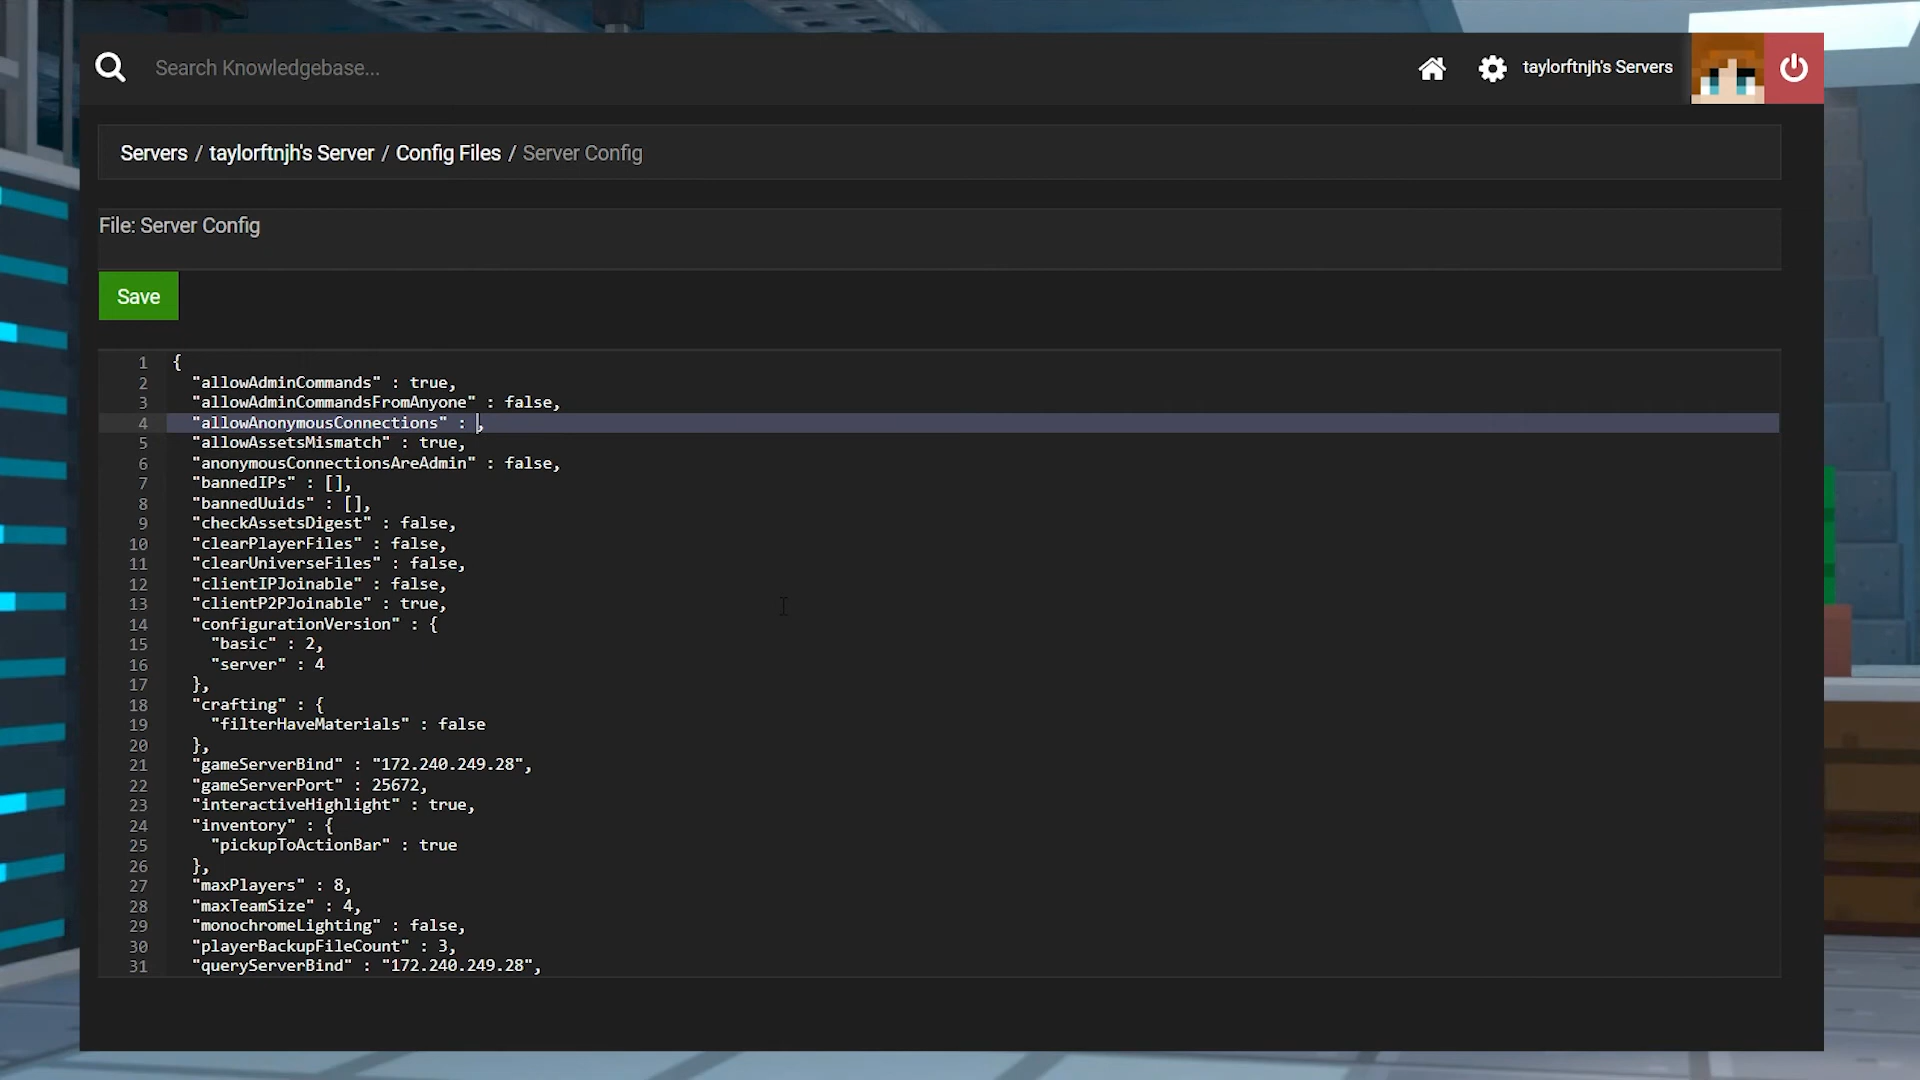 Search Knowledgebase...
taylorftnjh's Servers
Servers / taylorftnjh's Server / Config Files / Server Config
File: Server Config
Save
1 {
2 "allowAdminCommands" : true,
3 "allowAdminCommandsFromAnyone" : false,
4 "allowAnonymousConnections" : ,
5 "allowAssetsMismatch" : true,
6 "anonymousConnectionsAreAdmin" : false,
7 "bannedIPs" : [],
8 "bannedUuids" : [],
9 "checkAssetsDigest" : false,
10 "clearPlayerFiles" : false,
11 "clearUniverseFiles" : false,
12 "clientIPJoinable" : false,
13 "clientP2PJoinable" : true,
14 "configurationVersion" : {
15 "basic" : 2,
16 "server" : 4
17 },
18 "crafting" : {
19 "filterHaveMaterials" : false
20 },
21 "gameServerBind" : "172.240.249.28",
22 "gameServerPort" : 25672,
23 "interactiveHighlight" : true,
24 "inventory" : {
25 "pickupToActionBar" : true
26 },
27 "maxPlayers" : 8,
28 "maxTeamSize" : 4,
29 "monochromeLighting" : false,
30 "playerBackupFileCount" : 3,
31 "queryServerBind" : "172.240.249.28",